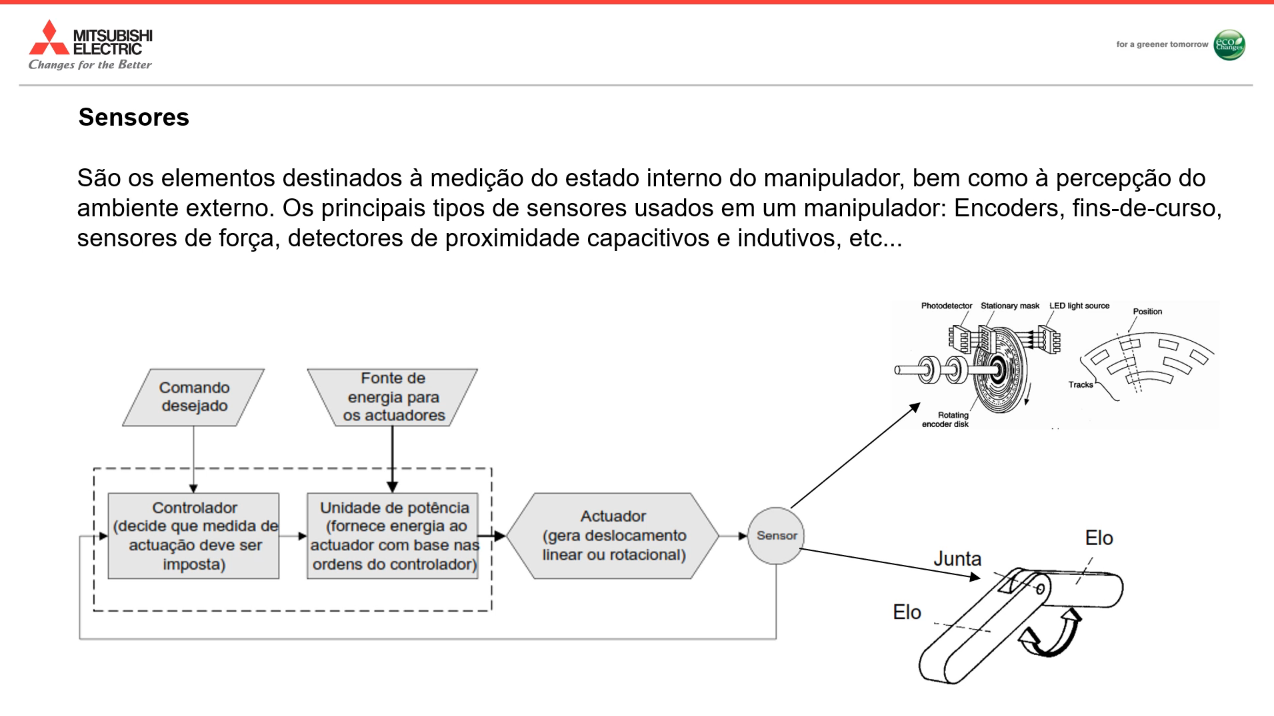 MITSUBISHI
ELECTRIC
Changes for the Better
for a greener tomorrow
eco
Changes
Sensores
São os elementos destinados à medição do estado interno do manipulador, bem como à percepção do
ambiente externo. Os principais tipos de sensores usados em um manipulador: Encoders, fins-de-curso,
sensores de força, detectores de proximidade capacitivos e indutivos, etc...
Photodetector
Stationary mask
LED light source
Position
Tracks
Rotating
encoder disk
Comando
desejado
Fonte de
energia para
os actuadores
Controlador
(decide que medida de
actuação deve ser
imposta)
Unidade de potência
(fornece energia ao
actuador com base nas
ordens do controlador)
Actuador
(gera deslocamento
linear ou rotacional)
Sensor
Elo
Junta
Elo